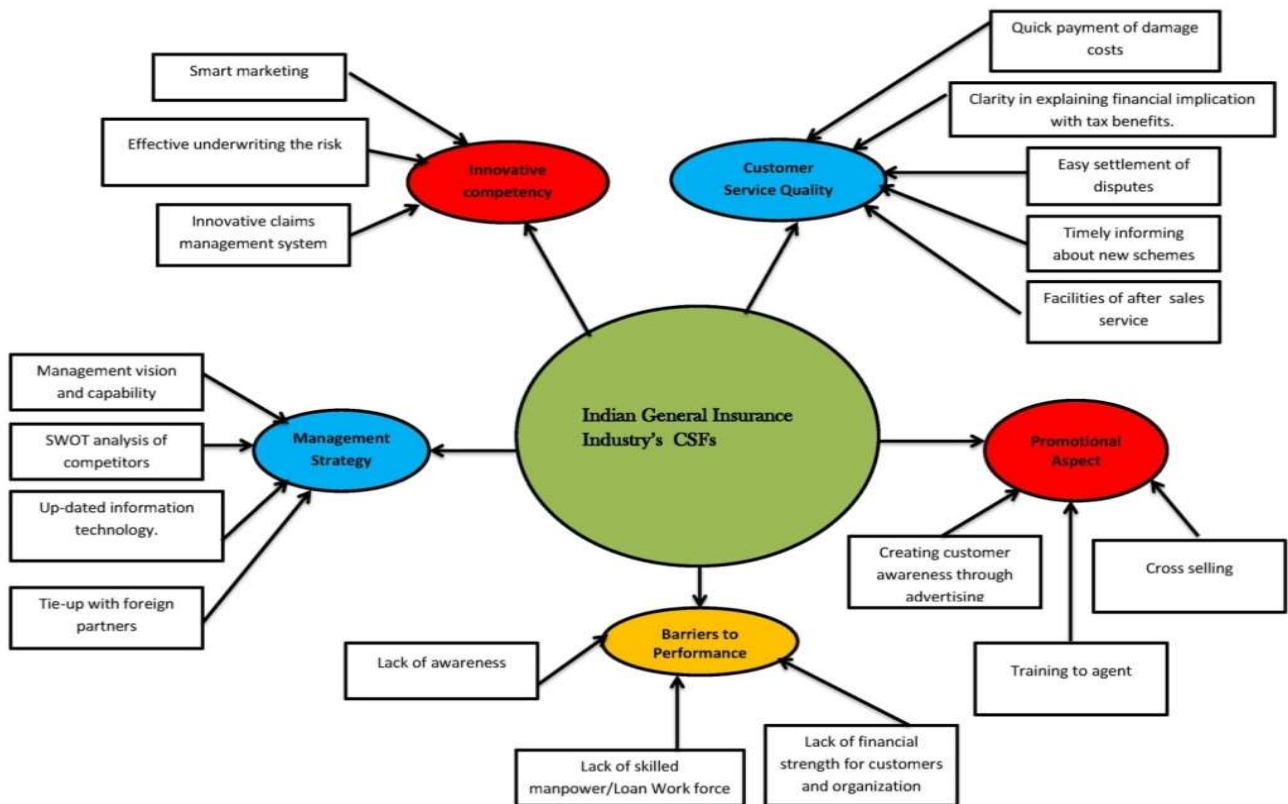 Smart marketing
Effective underwriting the risk
Innovative claims
management system
Innovative
competency
Quick payment of damage
costs
Clarity in explaining financial implication
with tax benefits.
Easy settlement of
disputes
Timely informing
about new schemes
Facilities of after sales
service
Customer
Service Quality
Indian General Insurance
Industry's CSFs
Management vision
and capability
SWOT analysis of
competitors
Up-dated information
technology.
Tie-up with foreign
partners
Management
Strategy
Promotional
Aspect
Creating customer
awareness through
advertising
Cross selling
Training to agent
Barriers to
Performance
Lack of awareness
Lack of skilled
manpower/Loan Work force
Lack of financial
strength for customers
and organization